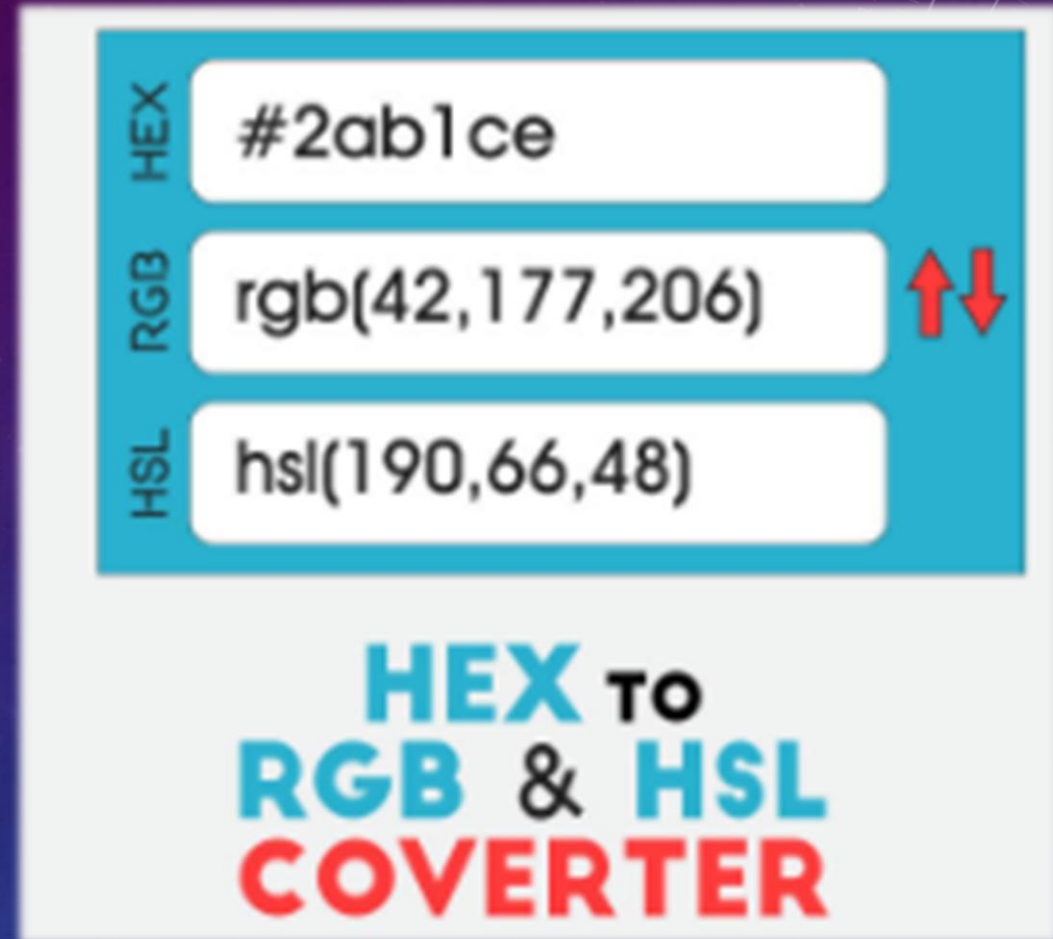 HEX
#2ab1ce
RGB
rgb(42,177,206)
HSL
hsl(190,66,48)
HEX TO
RGB & HSL
COVERTER